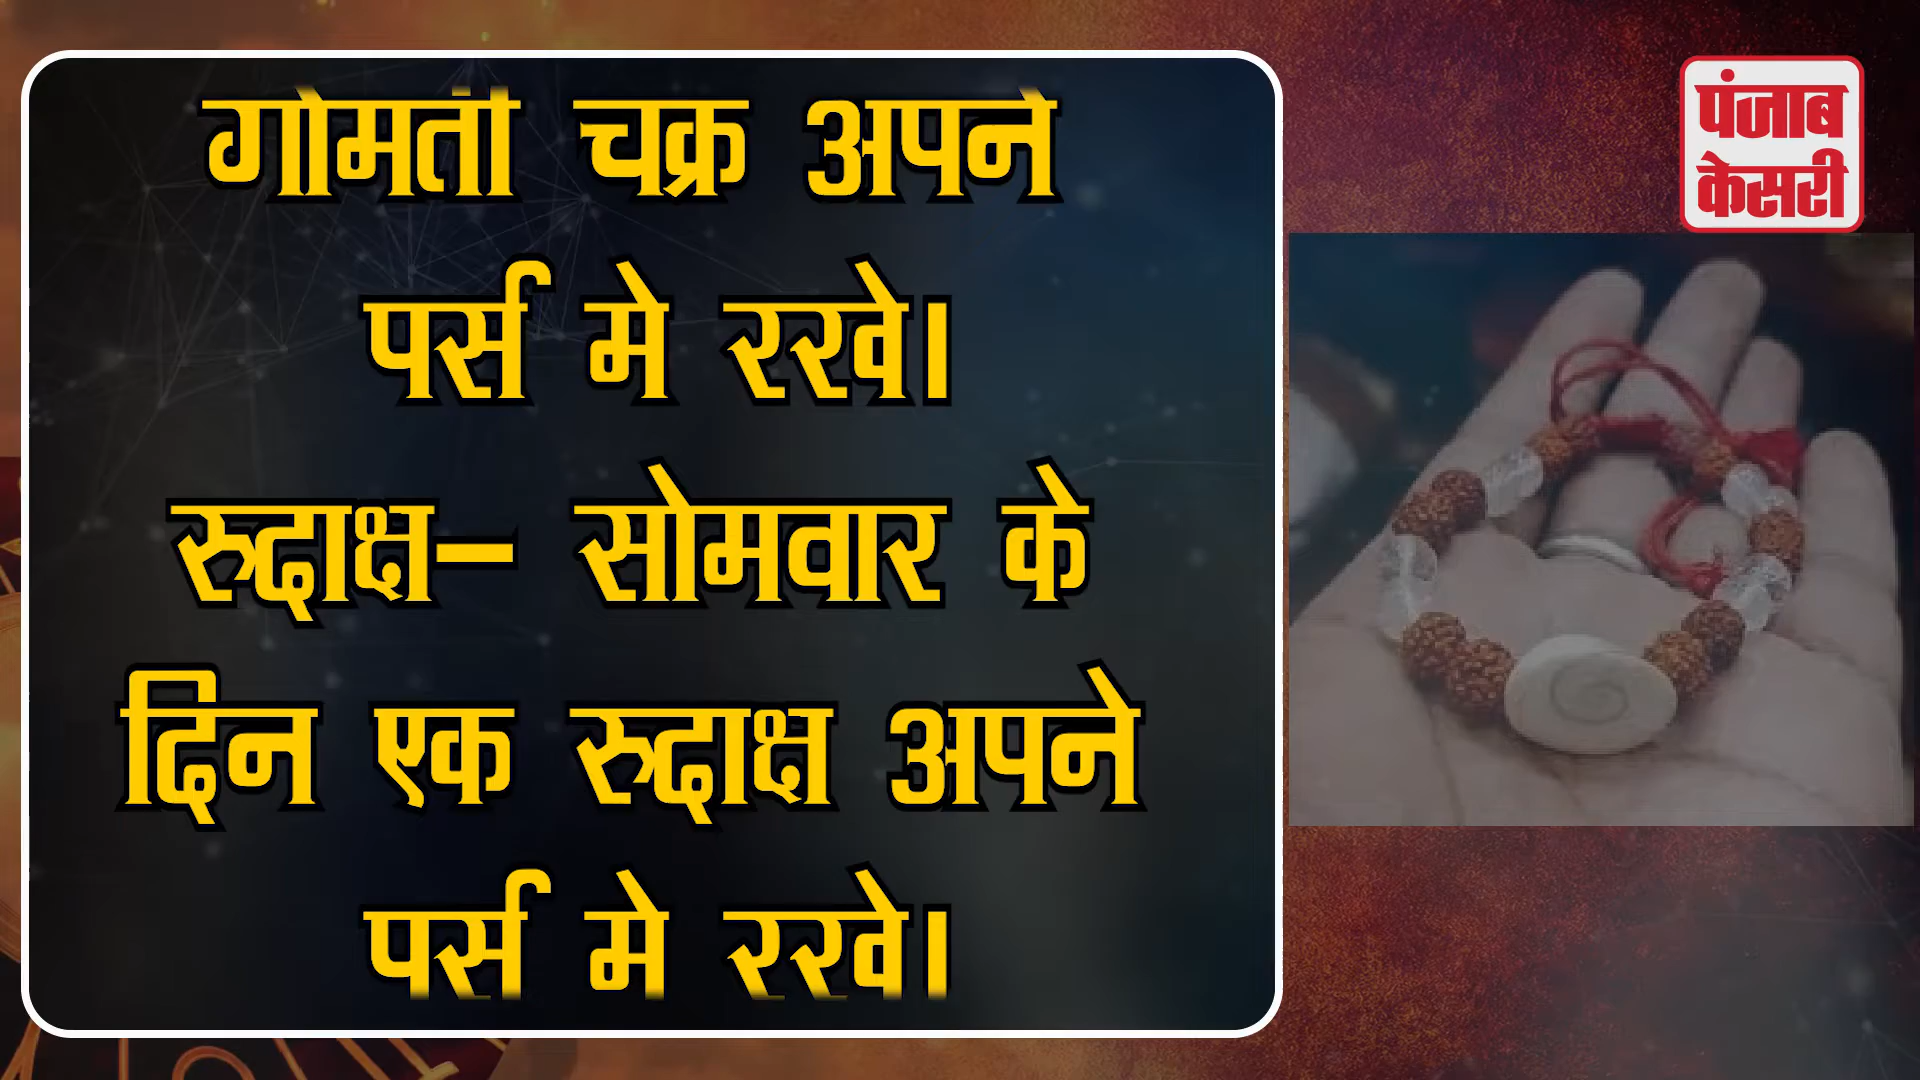 गोमती चक्र अपने
पर्स मे रखे।
रुद्राक्ष- सोमवार के
दिन एक रुद्राक्ष अपने
पर्स मे रखे।
पंजाब
केसरी